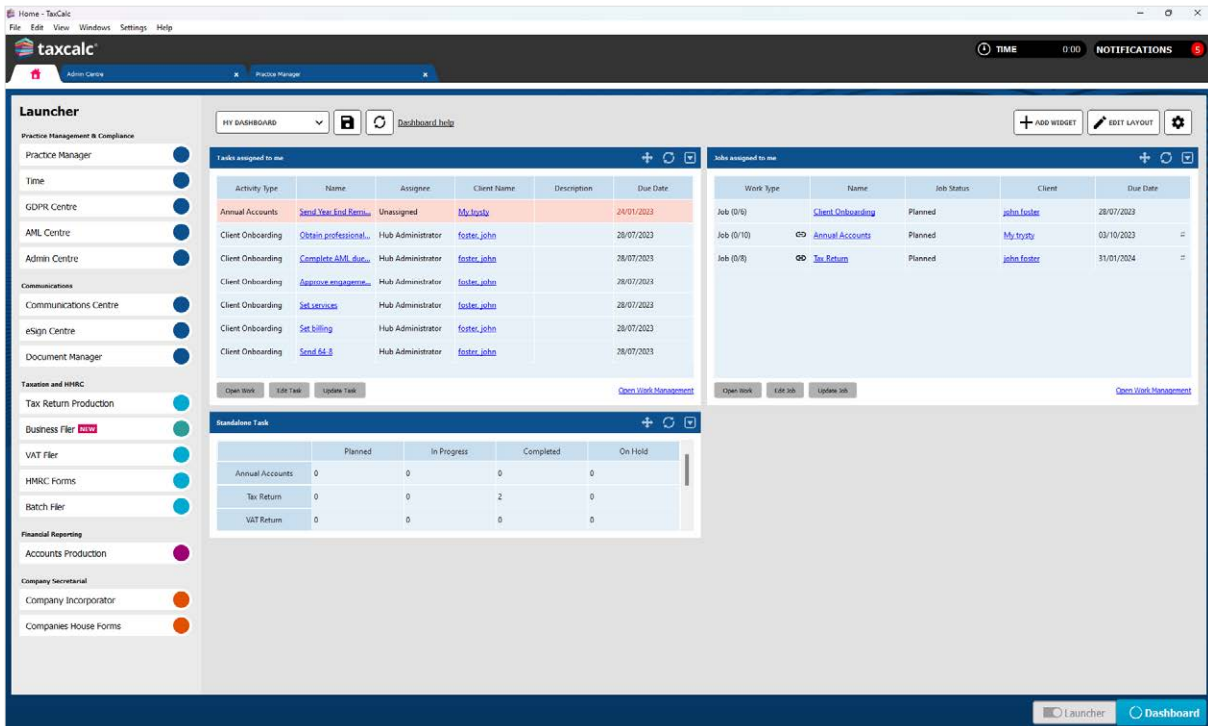 Home - TaxCalc
File Edit View Windows Settings Help
taxcalc
TIME 0:00 NOTIFICATIONS 5
Admin Centre x Practice Manager x
Launcher
Practice Management & Compliance
Practice Manager
Time
GDPR Centre
AML Centre
Admin Centre
Communications
Communications Centre
eSign Centre
Document Manager
Taxation and HMRC
Tax Return Production
Business Filer NEW
VAT Filer
HMRC Forms
Batch Filer
Financial Reporting
Accounts Production
Company Secretarial
Company Incorporator
Companies House Forms
MY DASHBOARD Dashboard help ADD WIDGET EDIT LAYOUT
Tasks assigned to me
Activity Type Name Assignee Client Name Description Due Date
Annual Accounts Send Year End Remi... Unassigned My trysty 24/01/2023
Client Onboarding Obtain professional... Hub Administrator foster, john 28/07/2023
Client Onboarding Complete AML due... Hub Administrator foster, john 28/07/2023
Client Onboarding Approve engageme... Hub Administrator foster, john 28/07/2023
Client Onboarding Set services Hub Administrator foster, john 28/07/2023
Client Onboarding Set billing Hub Administrator foster, john 28/07/2023
Client Onboarding Send 64-8 Hub Administrator foster, john 28/07/2023
Open Work Edit Task Update Task Open Work Management
Jobs assigned to me
Work Type Name Job Status Client Due Date
Job (0/6) Client Onboarding Planned john foster 28/07/2023
Job (0/10) Annual Accounts Planned My trysty 03/10/2023
Job (0/8) Tax Return Planned john foster 31/01/2024
Open Work Edit Job Update Job Open Work Management
Standalone Task
Planned In Progress Completed On Hold
Annual Accounts 0 0 0 0
Tax Return 0 0 2 0
VAT Return 0 0 0 0
Launcher Dashboard